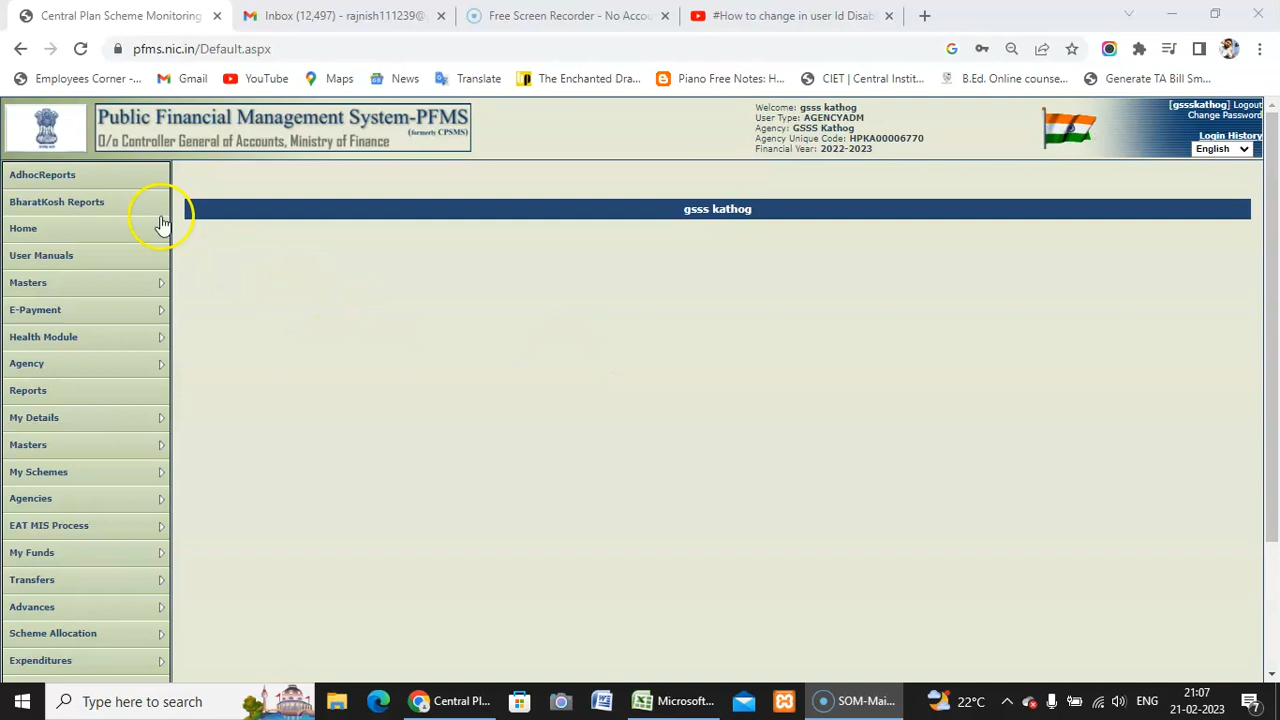 Central Plan Scheme Monitoring
Inbox (12,497) - rajnish111239@
Free Screen Recorder - No Accou
#How to change in user Id Disab
pfms.nic.in/Default.aspx
Employees Corner -...
Gmail
YouTube
Maps
News
Translate
The Enchanted Dra...
Piano Free Notes: H...
CIET | Central Instit...
B.Ed. Online counse...
Generate TA Bill Sm...
Public Financial Management System-PFMS
(formerly CPSMS)
O/o Controller General of Accounts, Ministry of Finance
Welcome: gsss kathog
User Type: AGENCYADM
Agency: GSSS Kathog
Agency Unique Code: HPKA00006770
Financial Year: 2022-2023
[gssskathog] Logout
Change Password
Login History
English
AdhocReports
BharatKosh Reports
Home
User Manuals
Masters
E-Payment
Health Module
Agency
Reports
My Details
Masters
My Schemes
Agencies
EAT MIS Process
My Funds
Transfers
Advances
Scheme Allocation
Expenditures
gsss kathog
Type here to search
Central Pl...
Microsoft...
SOM-Mai...
22°C
ENG
21:07
21-02-2023
7